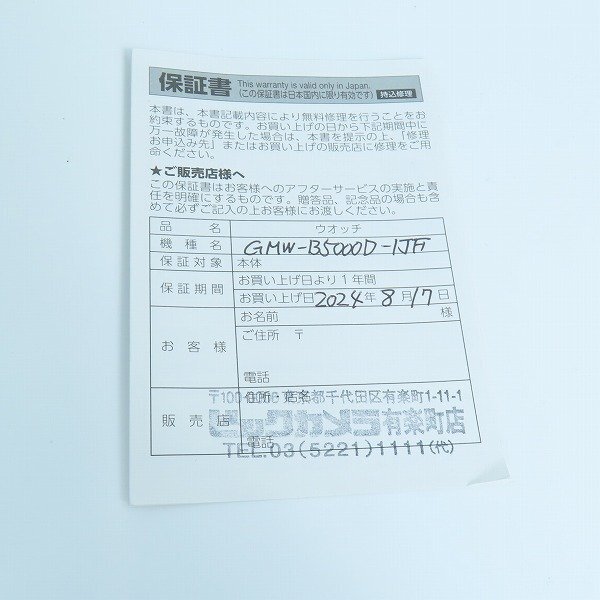 保証書 This warranty is valid only in Japan.
(この保証書は日本国内に限り有効です) 持込修理
本書は、本書記載内容により無料修理を行うことをお
約束するものです。お買い上げの日から下記期間中に
万一故障が発生した場合は、本書を提示の上、「修理
お申込み先」またはお買い上げの販売店に修理をご用
命ください。
★ご販売店様へ
この保証書はお客様へのアフターサービスの実施と責
任を明確にするものです。贈答品、記念品の場合も含
めて必ずご記入の上お客様にお渡しください。
品名 ウオッチ
機種名 GMW-B5000D-1JF
保証対象 本体
保証期間 お買い上げ日より1年間
お買い上げ日 2024年8月17日
お客様 お名前 様
ご住所 〒
電話
販売店 住所・店名
千代田区有楽町1-11-1
ビックカメラ有楽町店
電話
TEL.03(5221)1111(代)